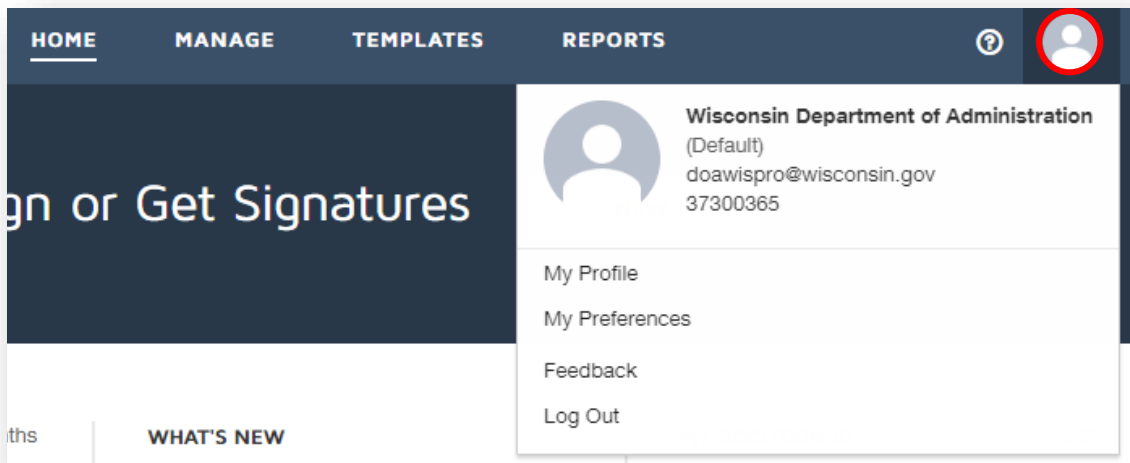 HOME MANAGE TEMPLATES REPORTS ?
Wisconsin Department of Administration
(Default)
doawispro@wisconsin.gov
37300365
gn or Get Signatures
My Profile
My Preferences
Feedback
Log Out
ths
WHAT'S NEW